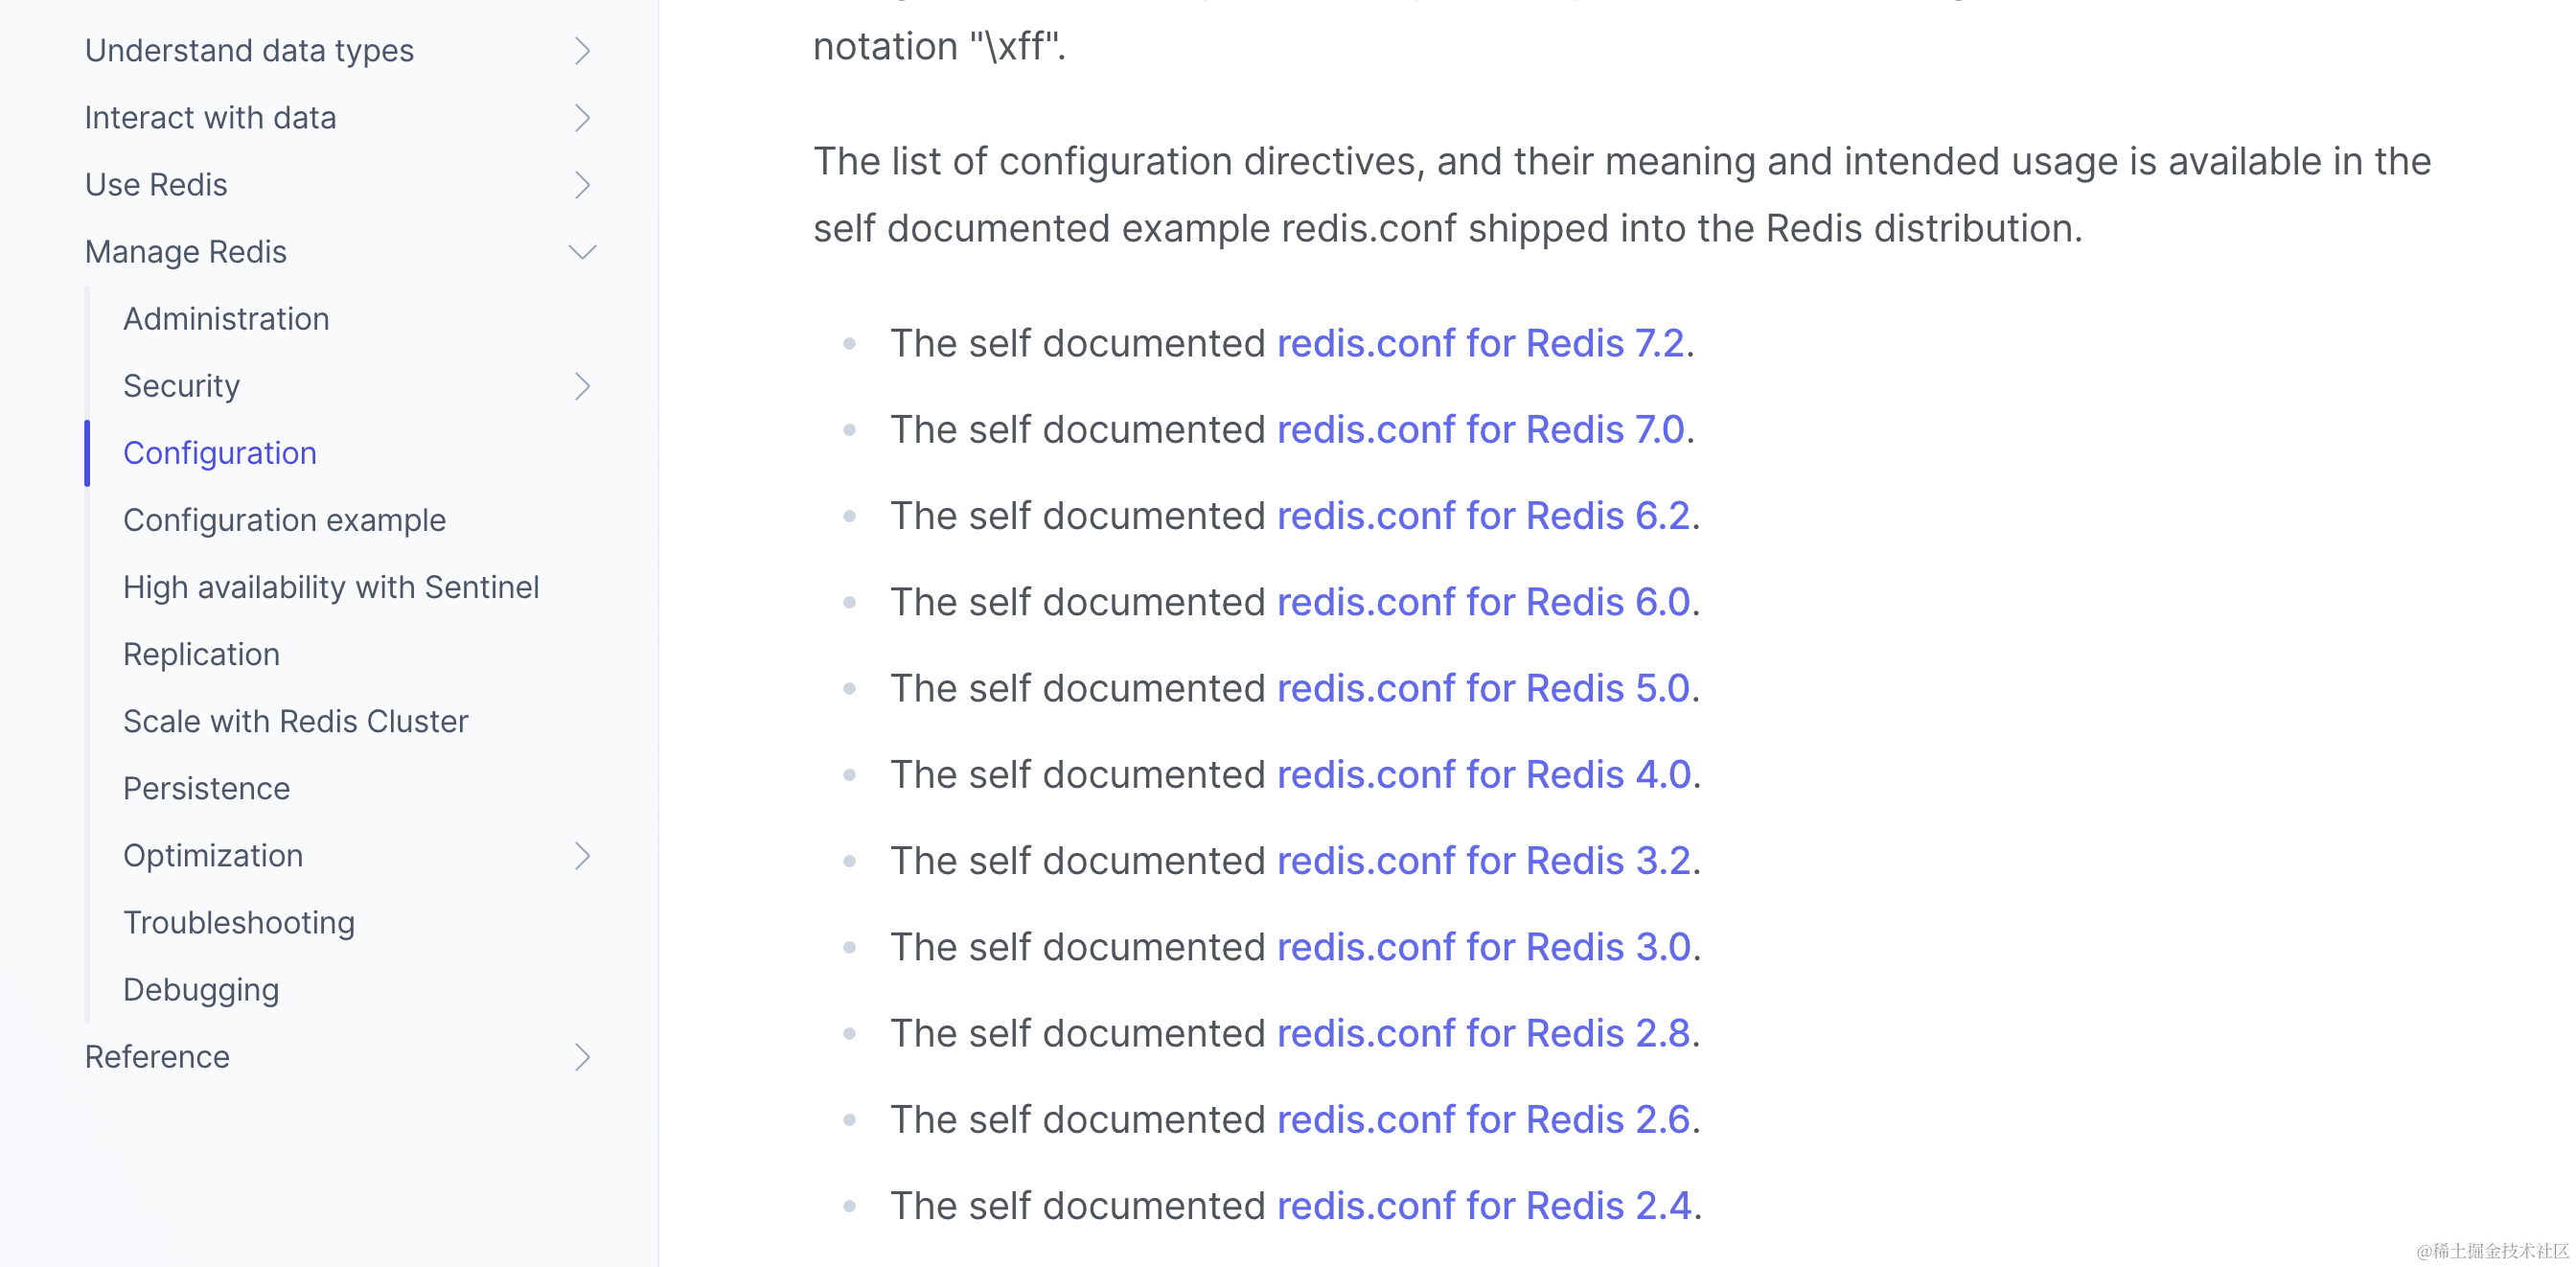 Understand data types
Interact with data
Use Redis
Manage Redis
Administration
Security
Configuration
Configuration example
High availability with Sentinel
Replication
Scale with Redis Cluster
Persistence
Optimization
Troubleshooting
Debugging
Reference
notation "\xff".
The list of configuration directives, and their meaning and intended usage is available in the
self documented example redis.conf shipped into the Redis distribution.
The self documented redis.conf for Redis 7.2.
The self documented redis.conf for Redis 7.0.
The self documented redis.conf for Redis 6.2.
The self documented redis.conf for Redis 6.0.
The self documented redis.conf for Redis 5.0.
The self documented redis.conf for Redis 4.0.
The self documented redis.conf for Redis 3.2.
The self documented redis.conf for Redis 3.0.
The self documented redis.conf for Redis 2.8.
The self documented redis.conf for Redis 2.6.
The self documented redis.conf for Redis 2.4.
@稀土掘金技术社区